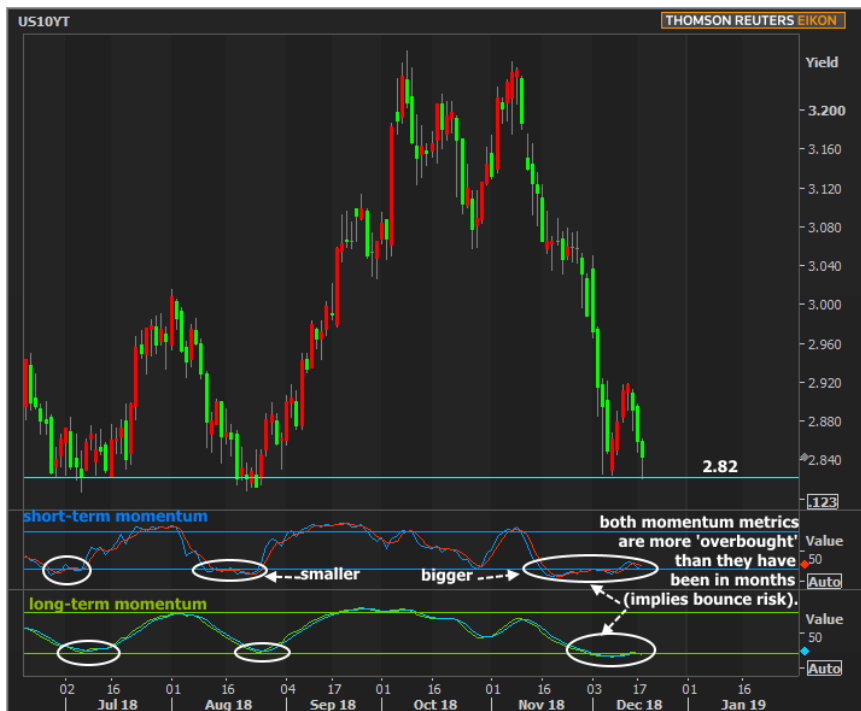 US10YT
THOMSON REUTERS EIKON
Yield
3.200
3.160
3.120
3.080
3.040
3.000
2.960
2.920
2.880
2.840
2.82
.123
short-term momentum
both momentum metrics
are more 'overbought'
than they have
been in months
(implies bounce risk).
smaller
bigger
Value
50
Auto
long-term momentum
Value
50
Auto
02 16 01 16 04 17 01 16 01 16 03 17 01 16
Jul 18 Aug 18 Sep 18 Oct 18 Nov 18 Dec 18 Jan 19